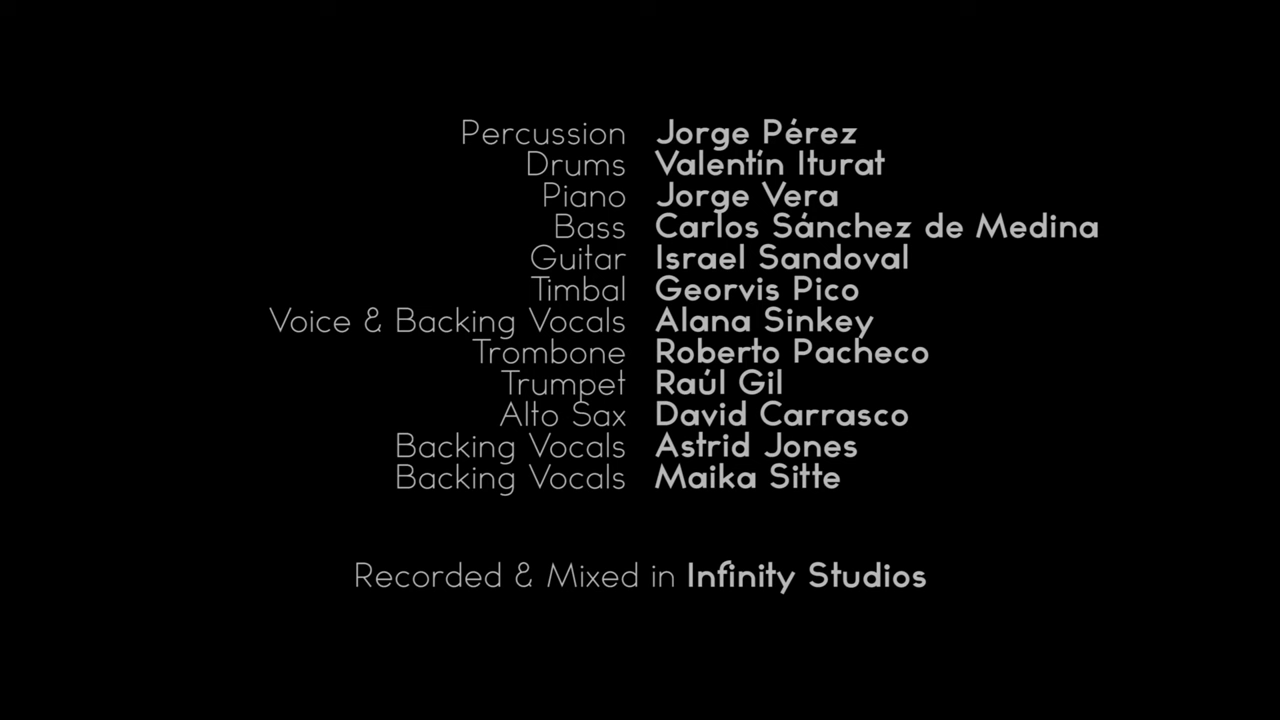 Percussion Jorge Pérez
Drums Valentín Iturat
Piano Jorge Vera
Bass Carlos Sánchez de Medina
Guitar Israel Sandoval
Timbal Georvis Pico
Voice & Backing Vocals Alana Sinkey
Trombone Roberto Pacheco
Trumpet Raúl Gil
Alto Sax David Carrasco
Backing Vocals Astrid Jones
Backing Vocals Maika Sitte
Recorded & Mixed in Infinity Studios